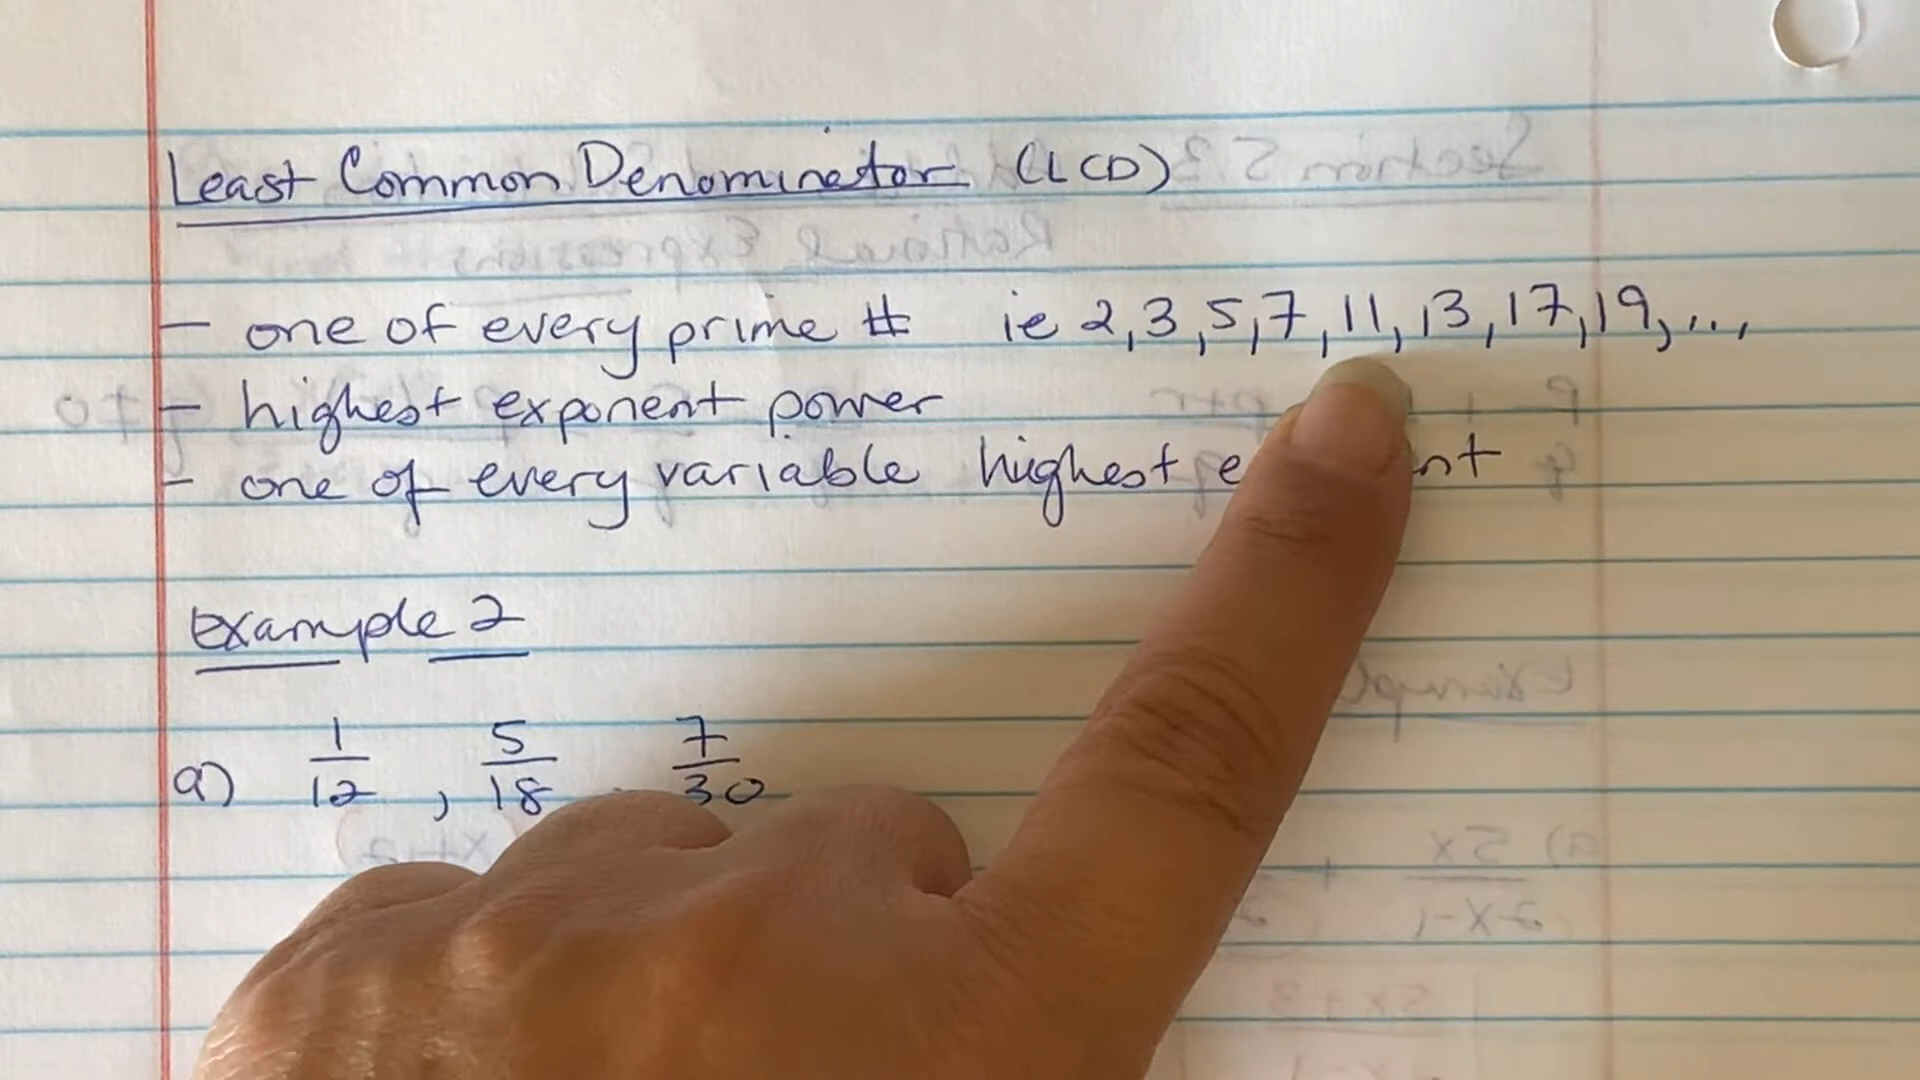 Least Common Denominator (LCD)
- one of every prime # ie 2,3,5,7,11,13,17,19,...,
- highest exponent power
- one of every variable highest
Example 2
a) 1/12 , 5/18 , 7/30